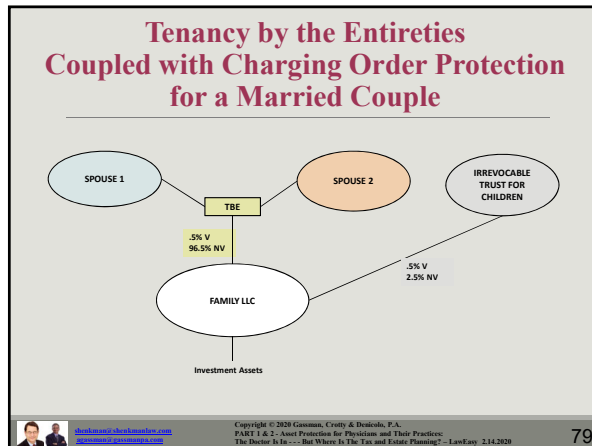 Tenancy by the Entireties
Coupled with Charging Order Protection
for a Married Couple
SPOUSE 1
SPOUSE 2
IRREVOCABLE
TRUST FOR
CHILDREN
TBE
.5% V
96.5% NV
.5% V
2.5% NV
FAMILY LLC
Investment Assets
shenkman@shenkmanlaw.com
agassman@gassmanpa.com
Copyright © 2020 Gassman, Crotty & Denicolo, P.A.
PART 1 & 2 - Asset Protection for Physicians and Their Practices:
The Doctor Is In - - - But Where Is The Tax and Estate Planning? – LawEasy 2.14.2020
79